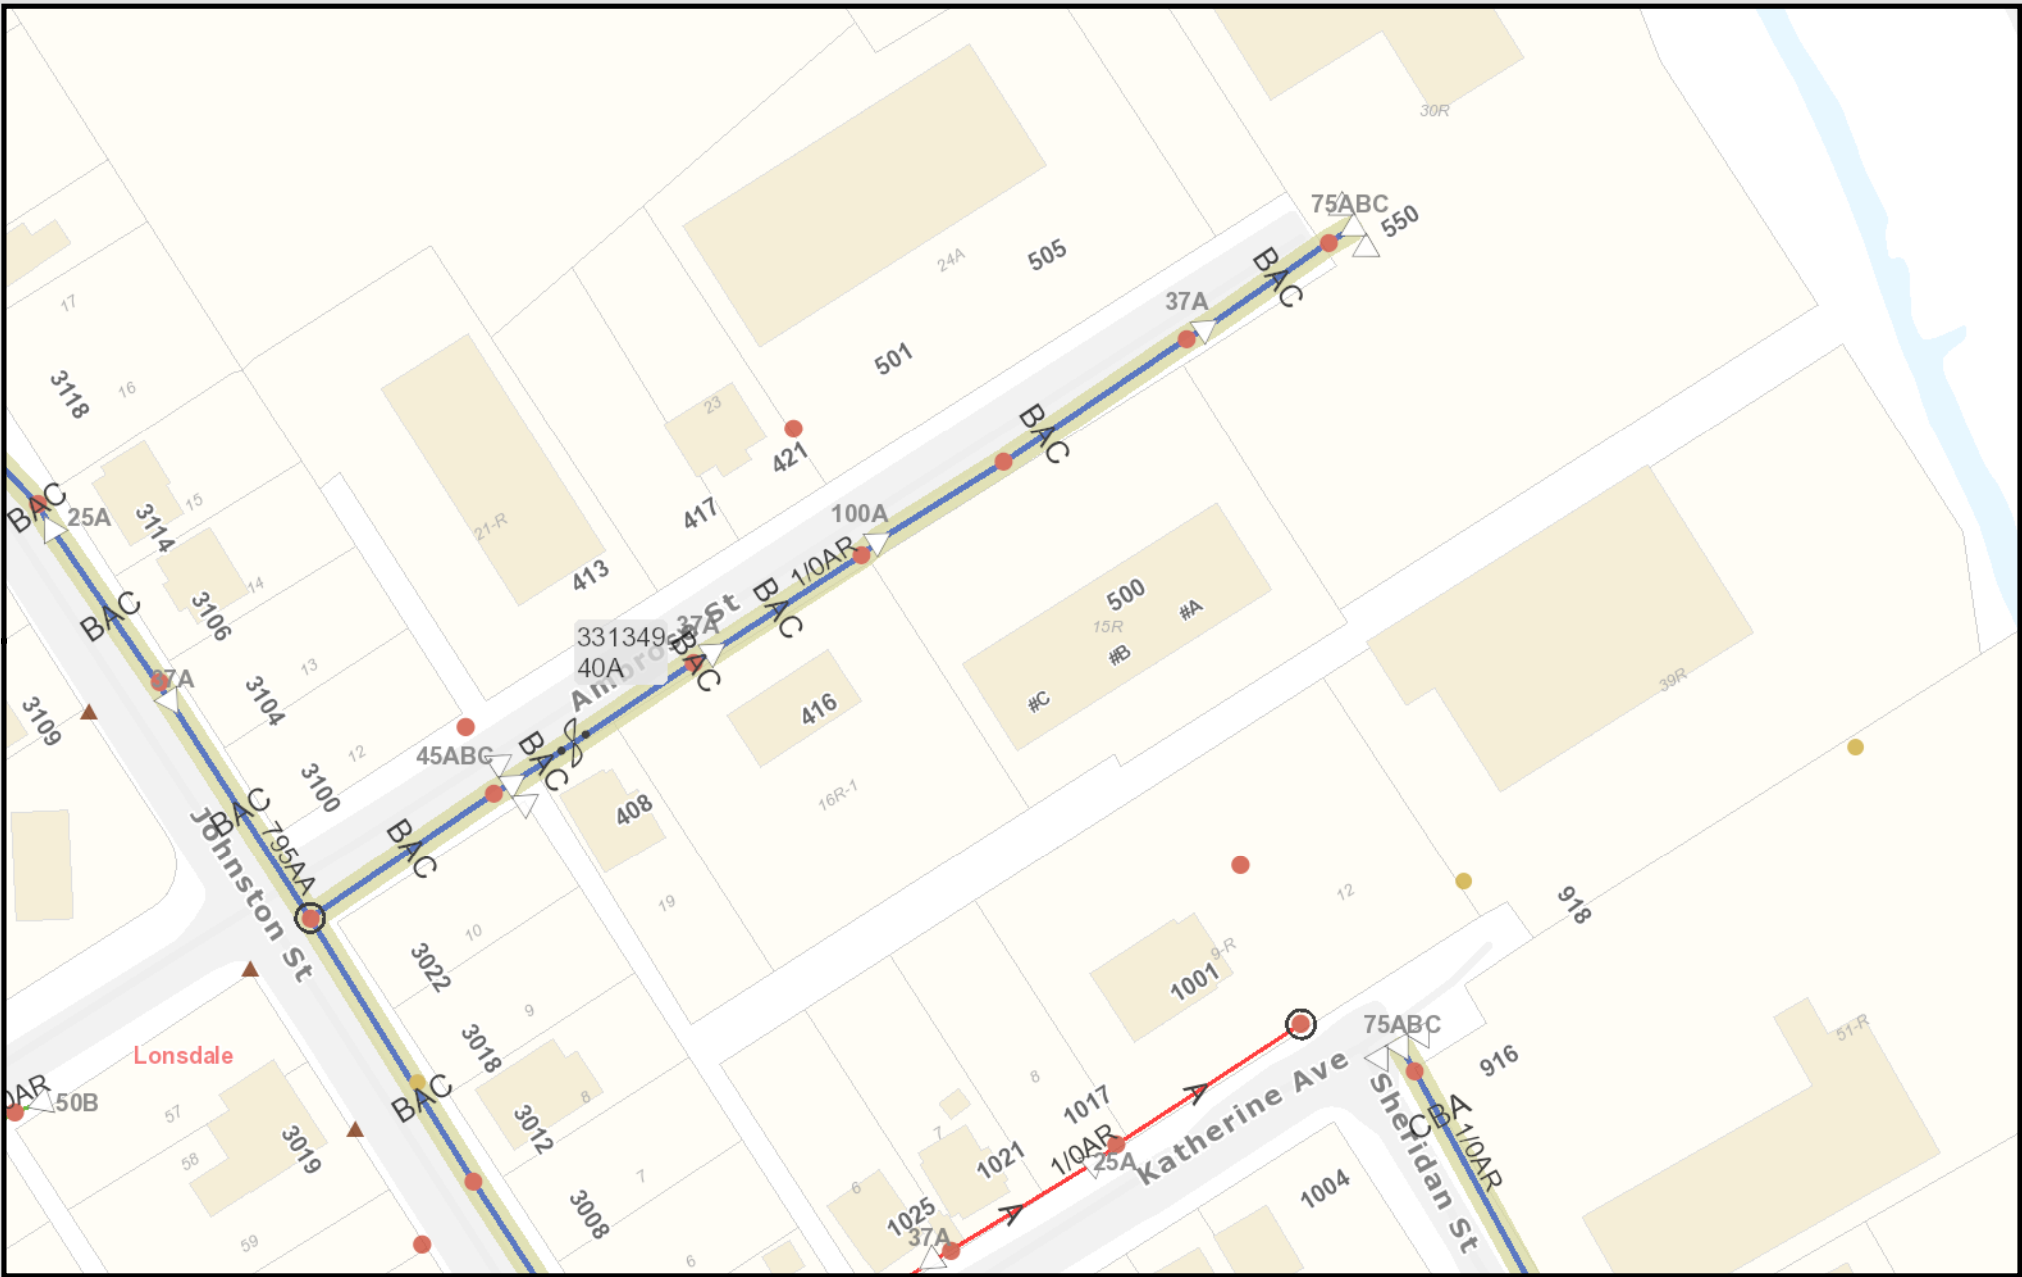 30R
75ABC
550
505
24A
BAC
37A
17
501
3118
16
23
BAC
421
15
25A
BAC
3114
21-R
417
100A
1/0AR
413
14
500
#A
15R
#B
#C
BAC
3106
BAC
331349,
40A
37A
BAC
Ambrose St
13
37A
3104
416
39R
3109
12
45ABC
BAC
3100
408
16R-1
BAC
795AA
BAC
Johnston St
19
12
918
10
3022
9-R
1001
9
75ABC
3018
916
51-R
Lonsdale
0AR
50B
BAC
8
8
1017
A
Katherine Ave
57
3012
7
1/0AR
25A
CBA
1/0AR
Sheridan St
58
3019
1021
7
6
1004
3008
1025
A
37A
59
6